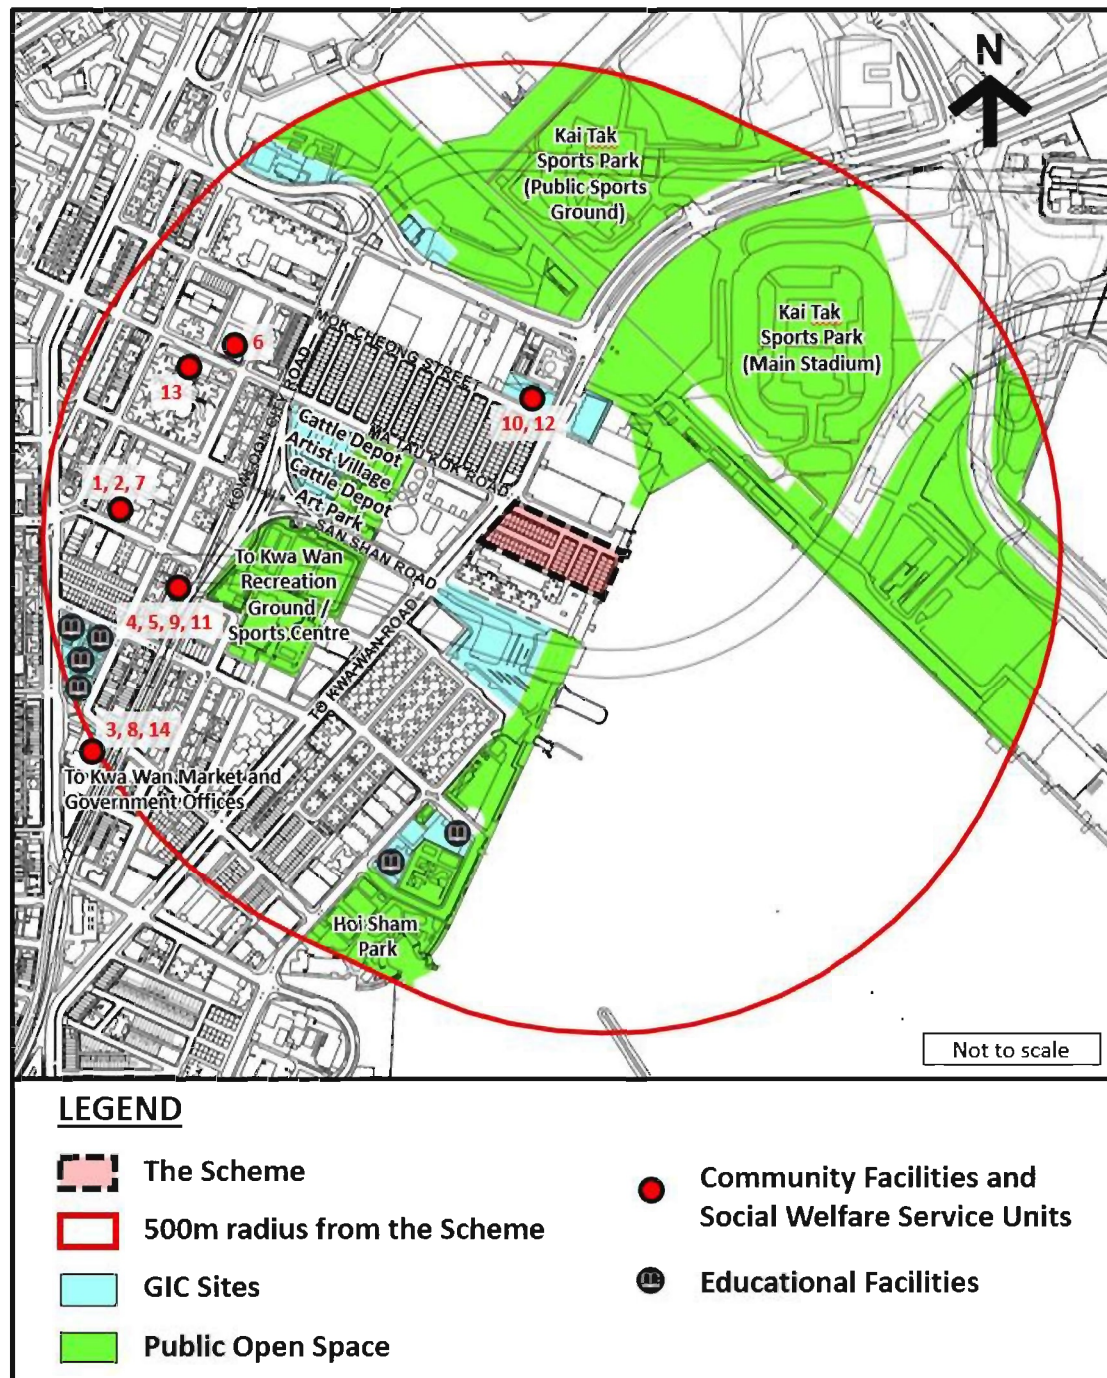 N
Kai Tak
Sports Park
(Public Sports
Ground)
Kai Tak
Sports Park
(Main Stadium)
MOK CHEONG STREET
6
13
10, 12
KOWLOON CITY ROAD
MA TAU KOK ROAD
Cattle Depot
Artist Village
Cattle Depot
Art Park
1, 2, 7
SAN SHAN ROAD
To Kwa Wan
Recreation
Ground /
Sports Centre
4, 5, 9, 11
TO KWA WAN ROAD
3, 8, 14
To Kwa Wan Market and
Government Offices
Hoi Sham
Park
Not to scale
LEGEND
The Scheme
500m radius from the Scheme
GIC Sites
Public Open Space
Community Facilities and
Social Welfare Service Units
Educational Facilities